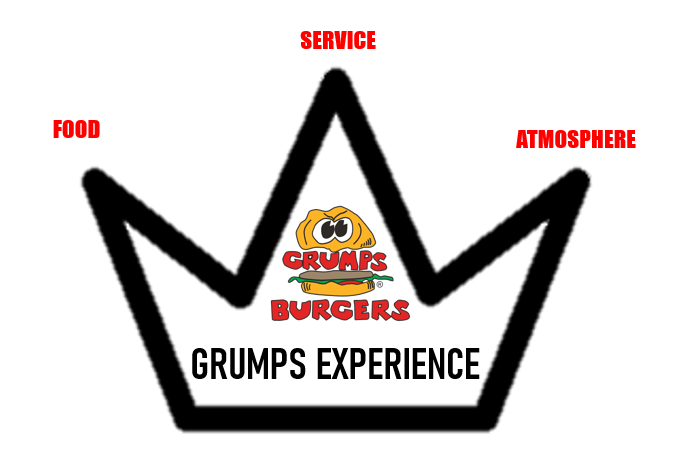 SERVICE
FOOD
ATMOSPHERE
GRUMPS
®
BURGERS
GRUMPS EXPERIENCE